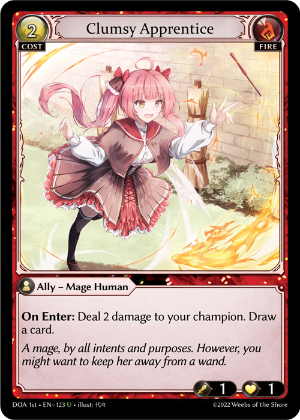 2
Clumsy Apprentice
COST
FIRE
Ally – Mage Human
On Enter: Deal 2 damage to your champion. Draw
a card.
A mage, by all intents and purposes. However, you
might want to keep her away from a wand.
1
1
DOA 1st • EN-123 U • illust: 代々
©2022 Weebs of the Shore